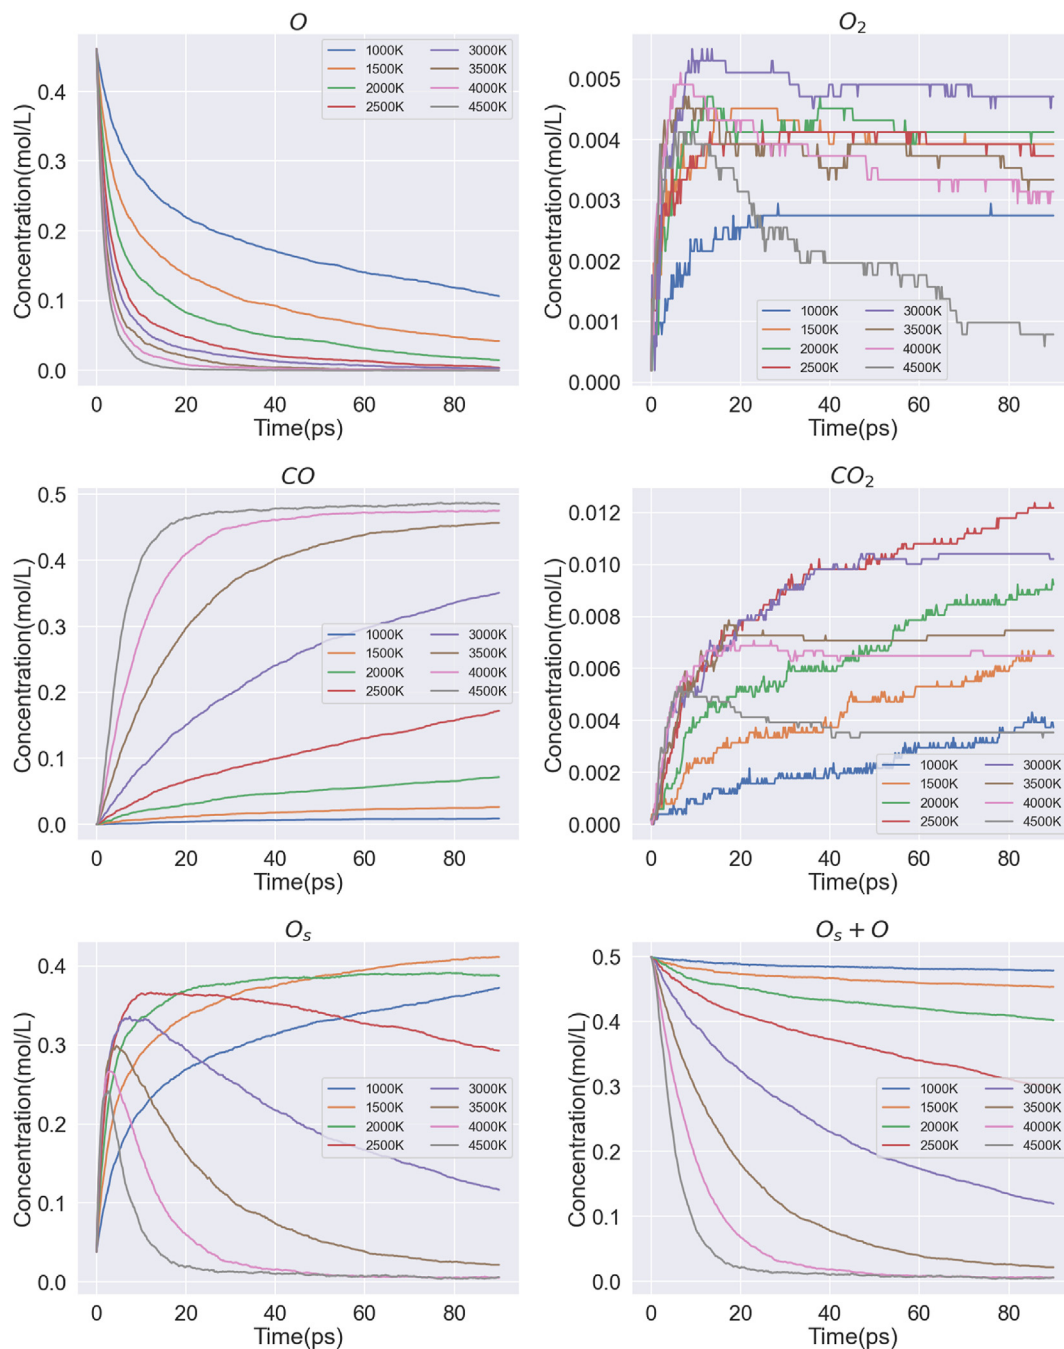 O
Concentration(mol/L)
0.4
0.3
0.2
0.1
0.0
1000K 3000K
1500K 3500K
2000K 4000K
2500K 4500K
0 20 40 60 80
Time(ps)
O₂
Concentration(mol/L)
0.005
0.004
0.003
0.002
0.001
0.000
1000K 3000K
1500K 3500K
2000K 4000K
2500K 4500K
0 20 40 60 80
Time(ps)
CO
Concentration(mol/L)
0.5
0.4
0.3
0.2
0.1
0.0
1000K 3000K
1500K 3500K
2000K 4000K
2500K 4500K
0 20 40 60 80
Time(ps)
CO₂
Concentration(mol/L)
0.012
0.010
0.008
0.006
0.004
0.002
0.000
1000K 3000K
1500K 3500K
2000K 4000K
2500K 4500K
0 20 40 60 80
Time(ps)
Oₛ
Concentration(mol/L)
0.4
0.3
0.2
0.1
0.0
1000K 3000K
1500K 3500K
2000K 4000K
2500K 4500K
0 20 40 60 80
Time(ps)
Oₛ + O
Concentration(mol/L)
0.5
0.4
0.3
0.2
0.1
0.0
1000K 3000K
1500K 3500K
2000K 4000K
2500K 4500K
0 20 40 60 80
Time(ps)